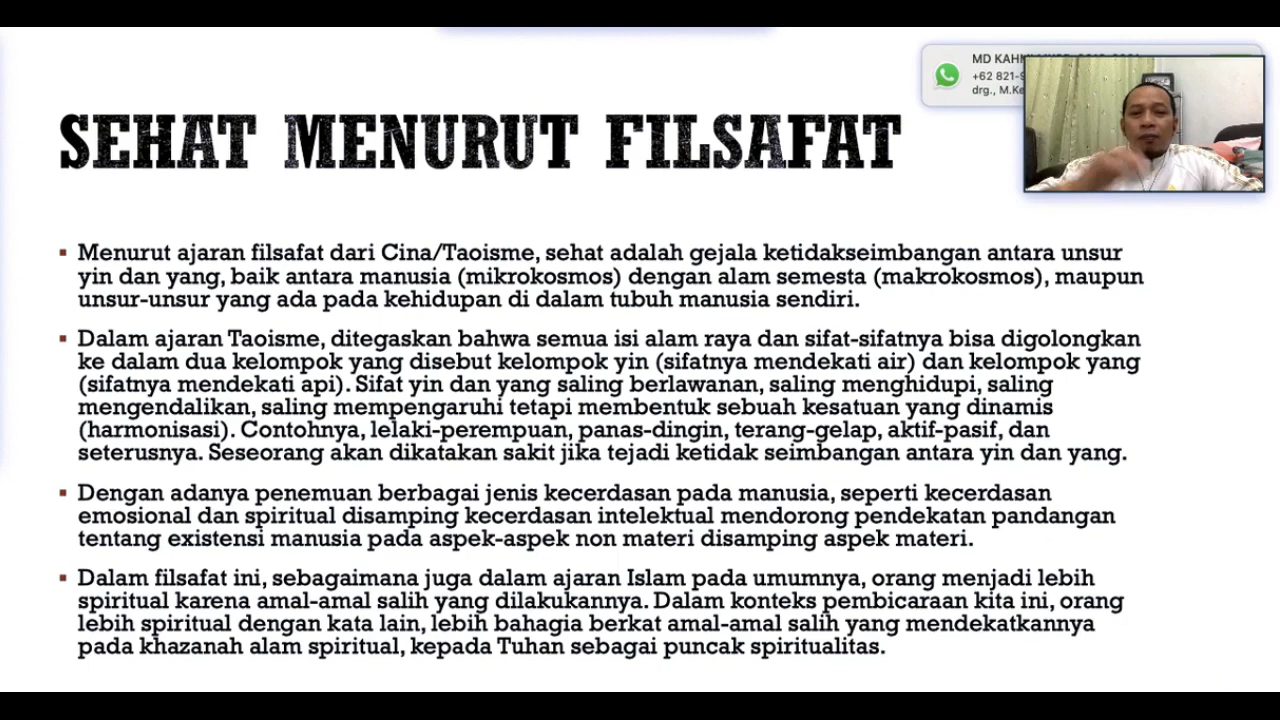 MD KAHMI
+62 821-9
drg., M.Ke
SEHAT MENURUT FILSAFAT
▪ Menurut ajaran filsafat dari Cina/Taoisme, sehat adalah gejala ketidakseimbangan antara unsur
yin dan yang, baik antara manusia (mikrokosmos) dengan alam semesta (makrokosmos), maupun
unsur-unsur yang ada pada kehidupan di dalam tubuh manusia sendiri.
▪ Dalam ajaran Taoisme, ditegaskan bahwa semua isi alam raya dan sifat-sifatnya bisa digolongkan
ke dalam dua kelompok yang disebut kelompok yin (sifatnya mendekati air) dan kelompok yang
(sifatnya mendekati api). Sifat yin dan yang saling berlawanan, saling menghidupi, saling
mengendalikan, saling mempengaruhi tetapi membentuk sebuah kesatuan yang dinamis
(harmonisasi). Contohnya, lelaki-perempuan, panas-dingin, terang-gelap, aktif-pasif, dan
seterusnya. Seseorang akan dikatakan sakit jika tejadi ketidak seimbangan antara yin dan yang.
▪ Dengan adanya penemuan berbagai jenis kecerdasan pada manusia, seperti kecerdasan
emosional dan spiritual disamping kecerdasan intelektual mendorong pendekatan pandangan
tentang existensi manusia pada aspek-aspek non materi disamping aspek materi.
▪ Dalam filsafat ini, sebagaimana juga dalam ajaran Islam pada umumnya, orang menjadi lebih
spiritual karena amal-amal salih yang dilakukannya. Dalam konteks pembicaraan kita ini, orang
lebih spiritual dengan kata lain, lebih bahagia berkat amal-amal salih yang mendekatkannya
pada khazanah alam spiritual, kepada Tuhan sebagai puncak spiritualitas.